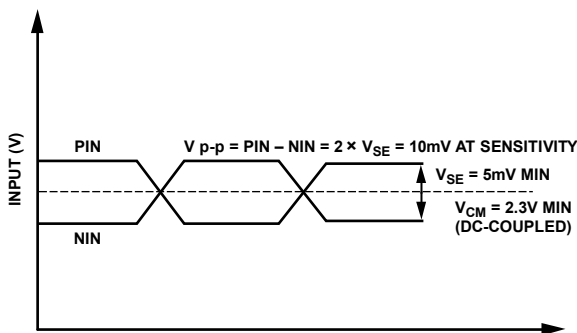 INPUT (V)
PIN
V p-p = PIN – NIN = 2 × VSE = 10mV AT SENSITIVITY
VSE = 5mV MIN
VCM = 2.3V MIN
(DC-COUPLED)
NIN